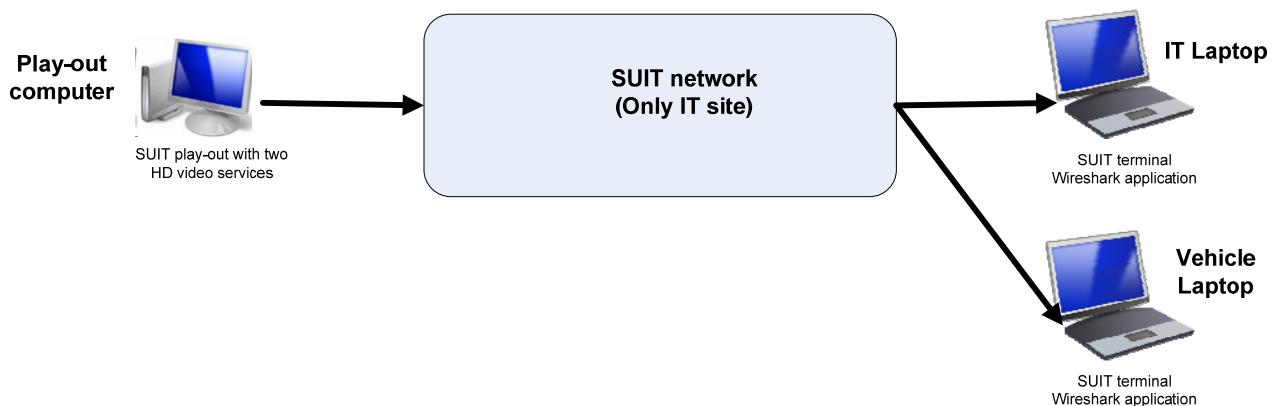 Play-out
computer
SUIT play-out with two
HD video services
SUIT network
(Only IT site)
IT Laptop
SUIT terminal
Wireshark application
Vehicle
Laptop
SUIT terminal
Wireshark application